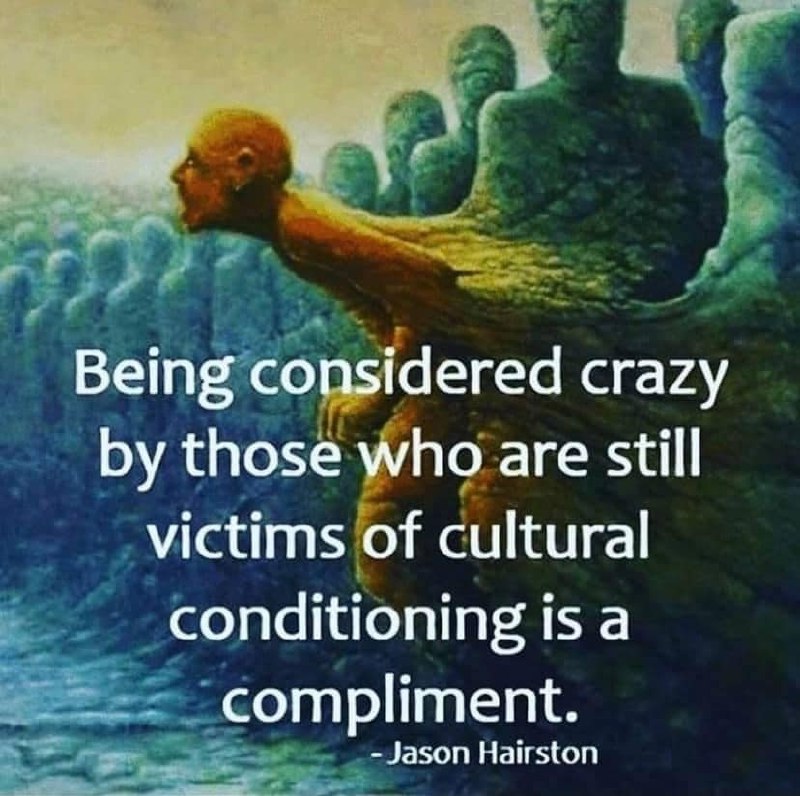 Being considered crazy
by those who are still
victims of cultural
conditioning is a
compliment.
- Jason Hairston